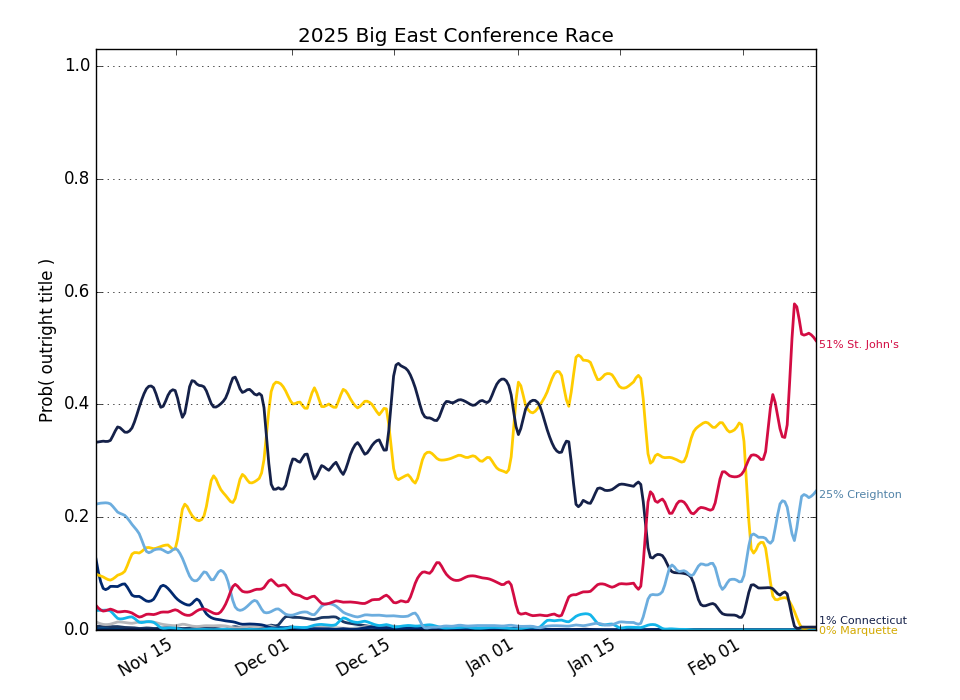 2025 Big East Conference Race
Prob( outright title )
1.0
0.8
0.6
0.4
0.2
0.0
Nov 15
Dec 01
Dec 15
Jan 01
Jan 15
Feb 01
51% St. John's
25% Creighton
1% Connecticut
0% Marquette